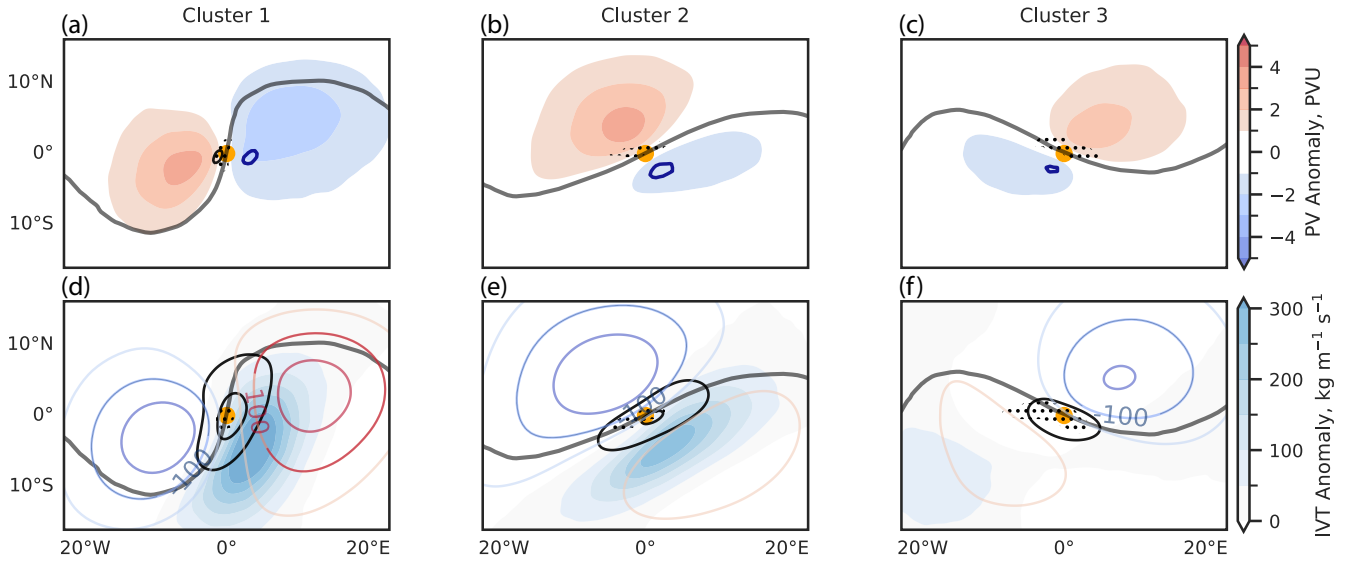 Cluster 1
Cluster 2
Cluster 3
(a)
(b)
(c)
10°N
0°
10°S
4
2
0
−2
−4
PV Anomaly, PVU
(d)
(e)
(f)
10°N
0°
10°S
100
-100
-100
-100
300
200
100
0
IVT Anomaly, kg m−1 s−1
20°W
0°
20°E
20°W
0°
20°E
20°W
0°
20°E